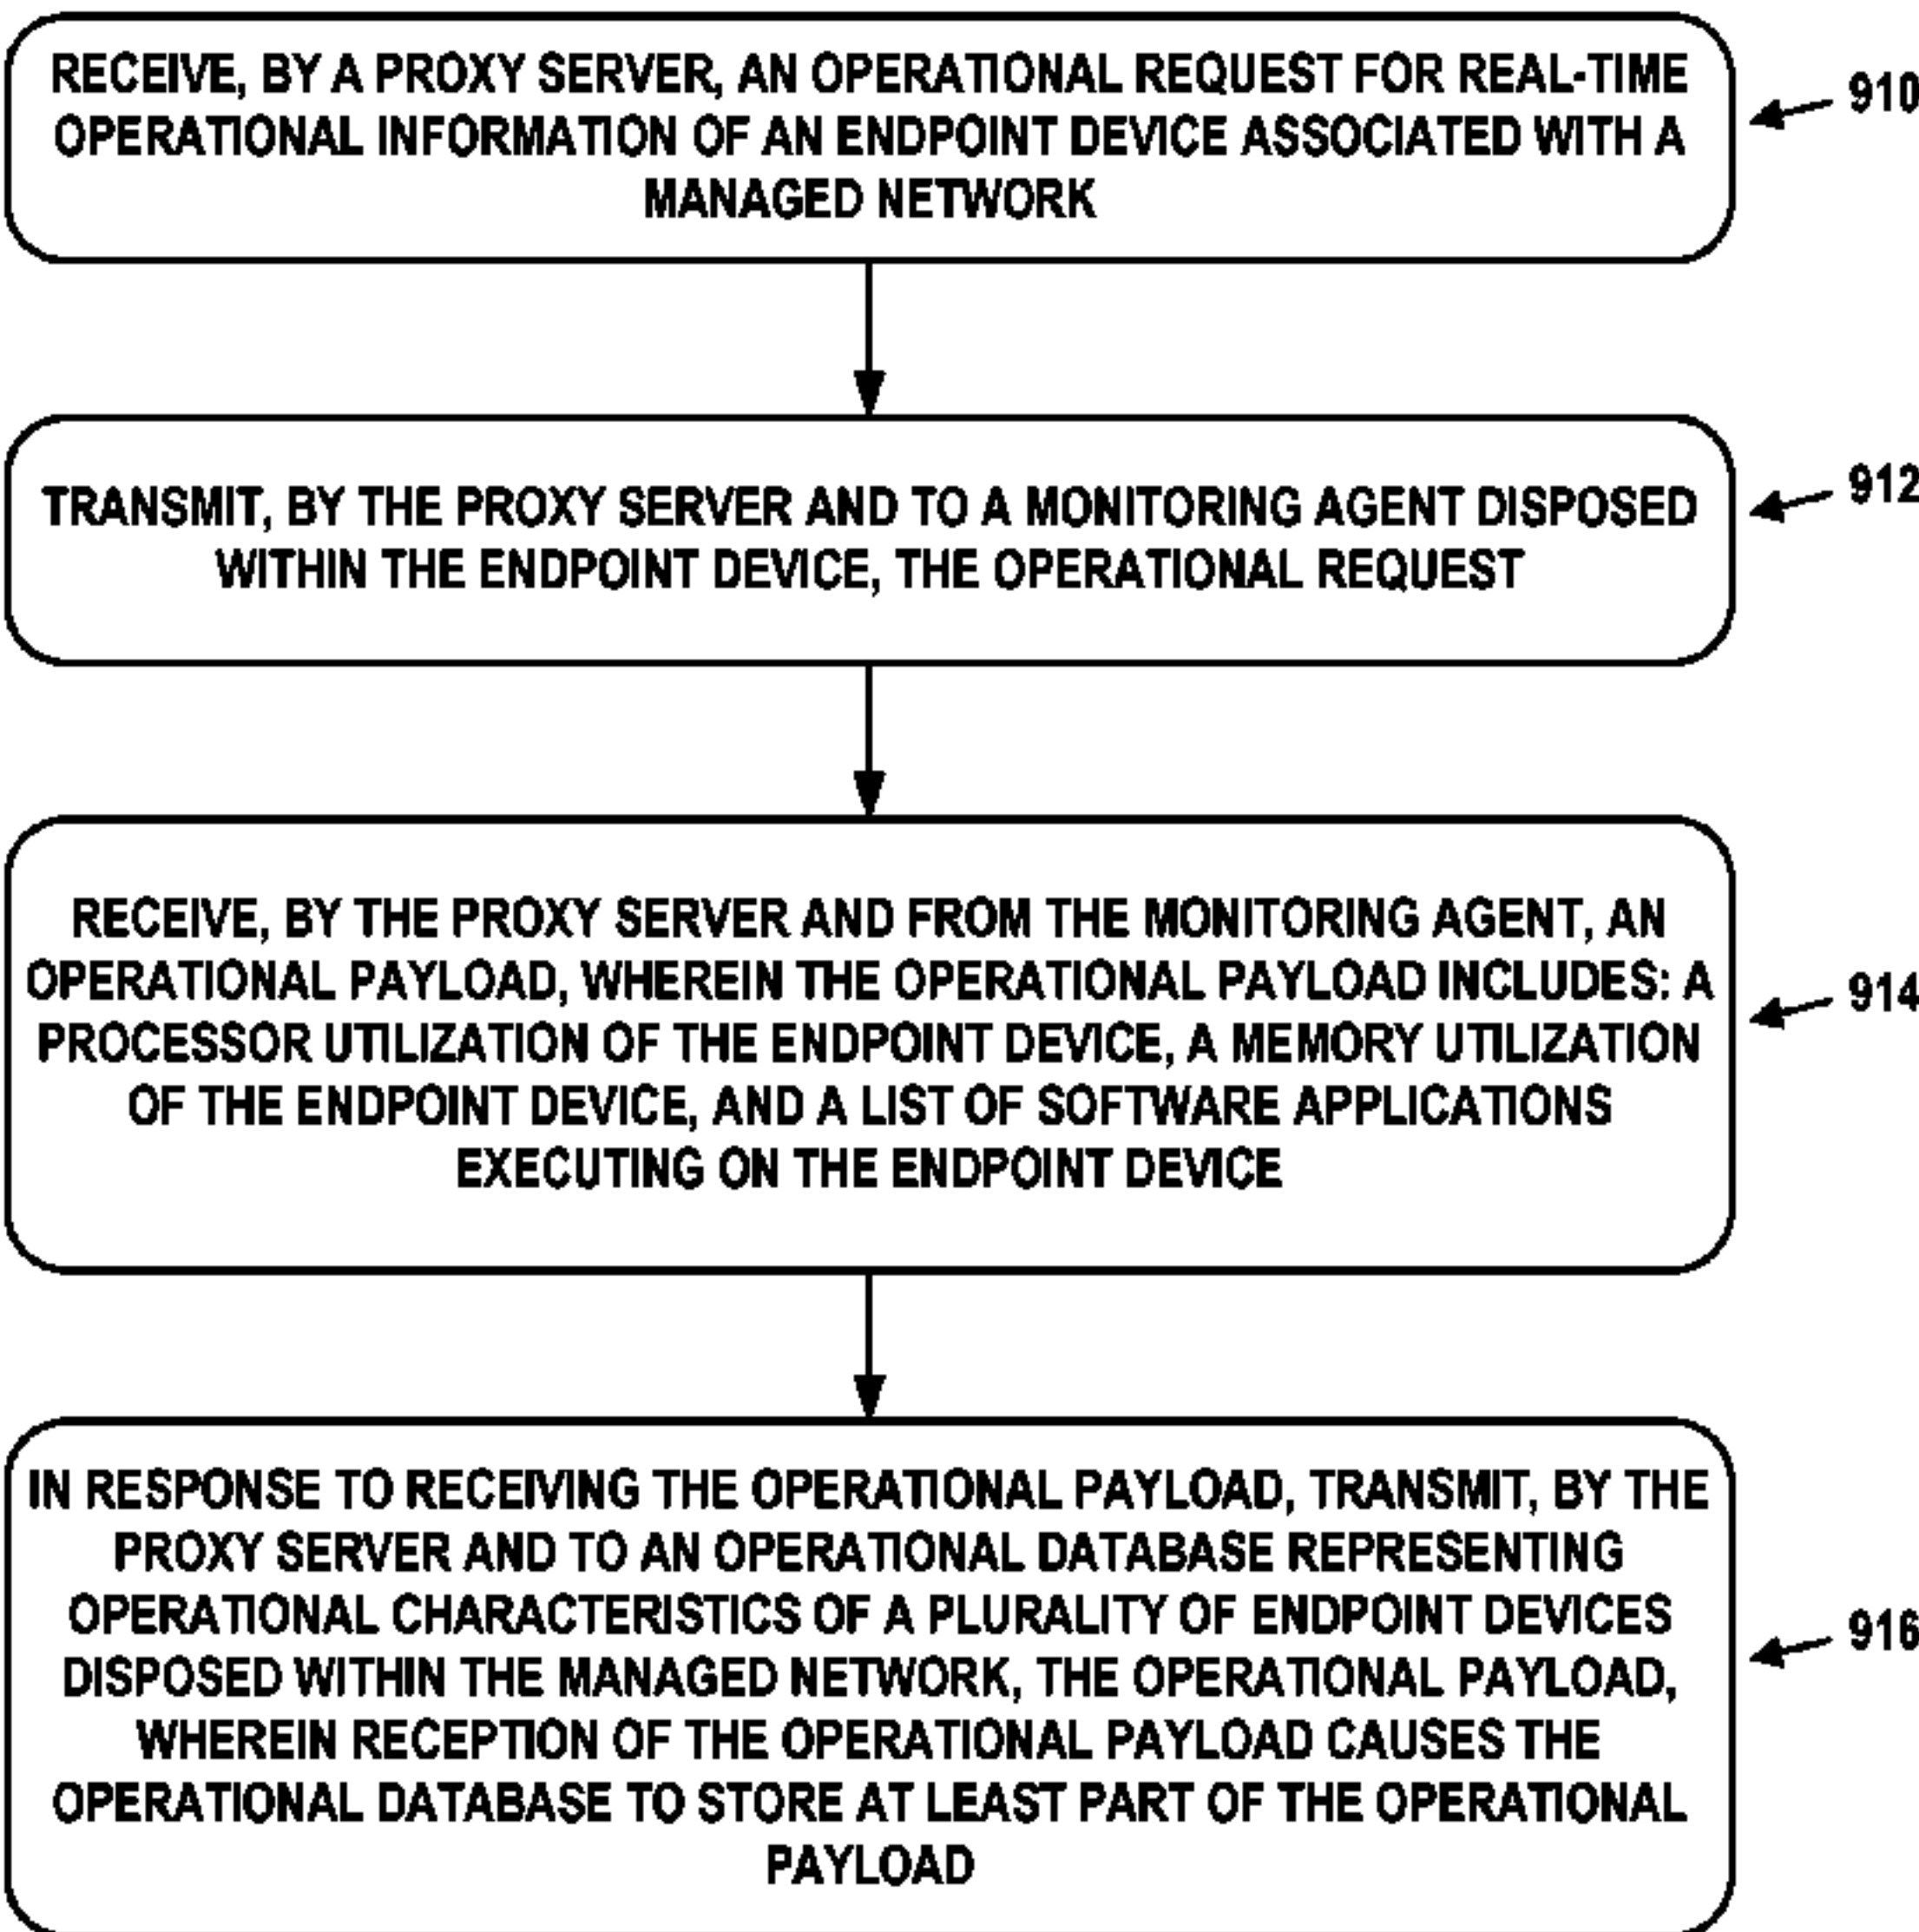 RECEIVE, BY A PROXY SERVER, AN OPERATIONAL REQUEST FOR REAL-TIME
OPERATIONAL INFORMATION OF AN ENDPOINT DEVICE ASSOCIATED WITH A
MANAGED NETWORK
910
TRANSMIT, BY THE PROXY SERVER AND TO A MONITORING AGENT DISPOSED
WITHIN THE ENDPOINT DEVICE, THE OPERATIONAL REQUEST
912
RECEIVE, BY THE PROXY SERVER AND FROM THE MONITORING AGENT, AN
OPERATIONAL PAYLOAD, WHEREIN THE OPERATIONAL PAYLOAD INCLUDES: A
PROCESSOR UTILIZATION OF THE ENDPOINT DEVICE, A MEMORY UTILIZATION
OF THE ENDPOINT DEVICE, AND A LIST OF SOFTWARE APPLICATIONS
EXECUTING ON THE ENDPOINT DEVICE
914
IN RESPONSE TO RECEIVING THE OPERATIONAL PAYLOAD, TRANSMIT, BY THE
PROXY SERVER AND TO AN OPERATIONAL DATABASE REPRESENTING
OPERATIONAL CHARACTERISTICS OF A PLURALITY OF ENDPOINT DEVICES
DISPOSED WITHIN THE MANAGED NETWORK, THE OPERATIONAL PAYLOAD,
WHEREIN RECEPTION OF THE OPERATIONAL PAYLOAD CAUSES THE
OPERATIONAL DATABASE TO STORE AT LEAST PART OF THE OPERATIONAL
PAYLOAD
916